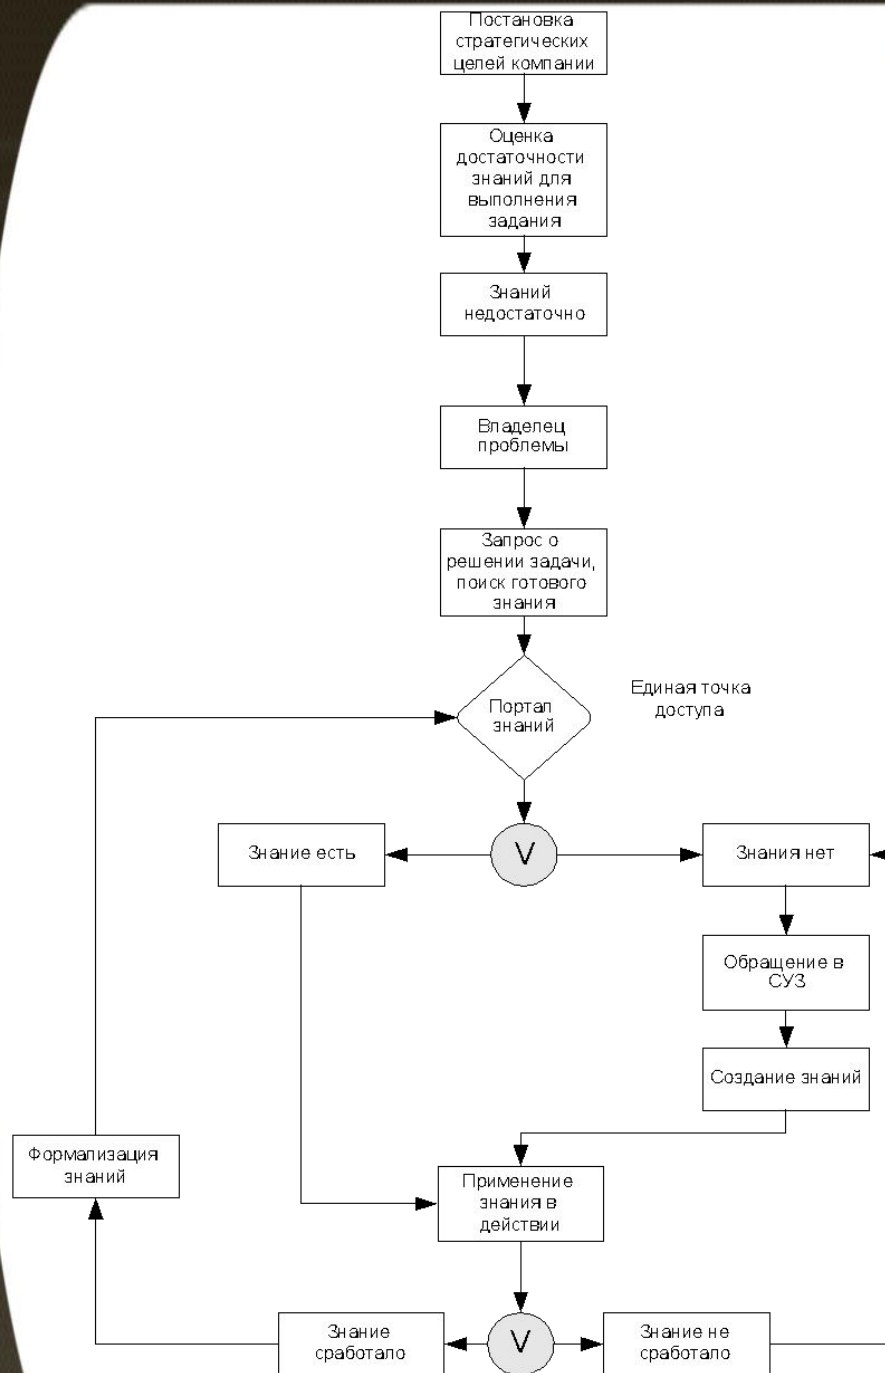 Постановка
стратегических
целей компании
Оценка
достаточности
знаний для
выполнения
задания
Знаний
недостаточно
Владелец
проблемы
Запрос о
решении задачи,
поиск готового
знания
Портал
знаний
Единая точка
доступа
Знание есть
V
Знания нет
Обращение в
СУЗ
Создание знаний
Формализация
знаний
Применение
знания в
действии
Знание
сработало
V
Знание не
сработало